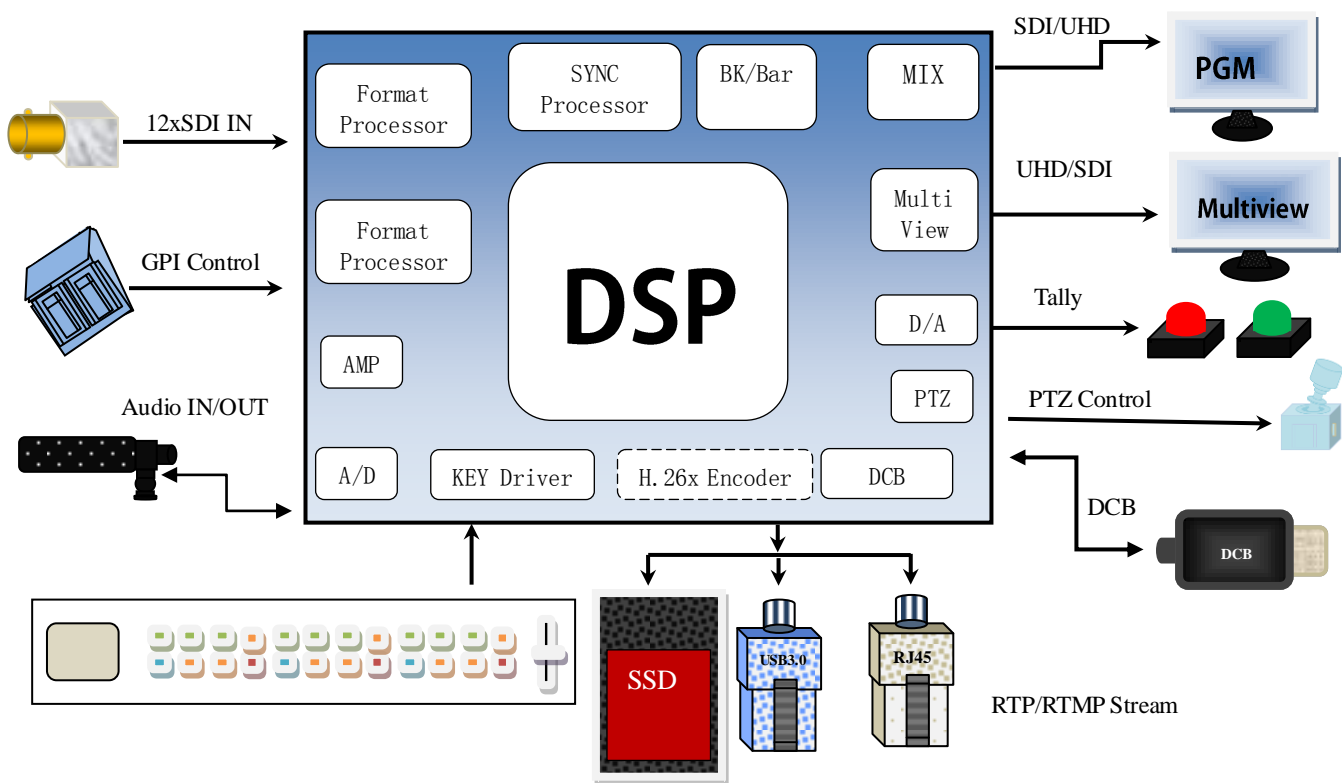 SDI/UHD
PGM
12xSDI IN
Format
Processor
SYNC
Processor
BK/Bar
MIX
UHD/SDI
Multiview
GPI Control
Format
Processor
DSP
Multi
View
Tally
D/A
AMP
PTZ
PTZ Control
Audio IN/OUT
A/D
KEY Driver
H.26x Encoder
DCB
DCB
DCB
SSD
USB3.0
RJ45
RTP/RTMP Stream